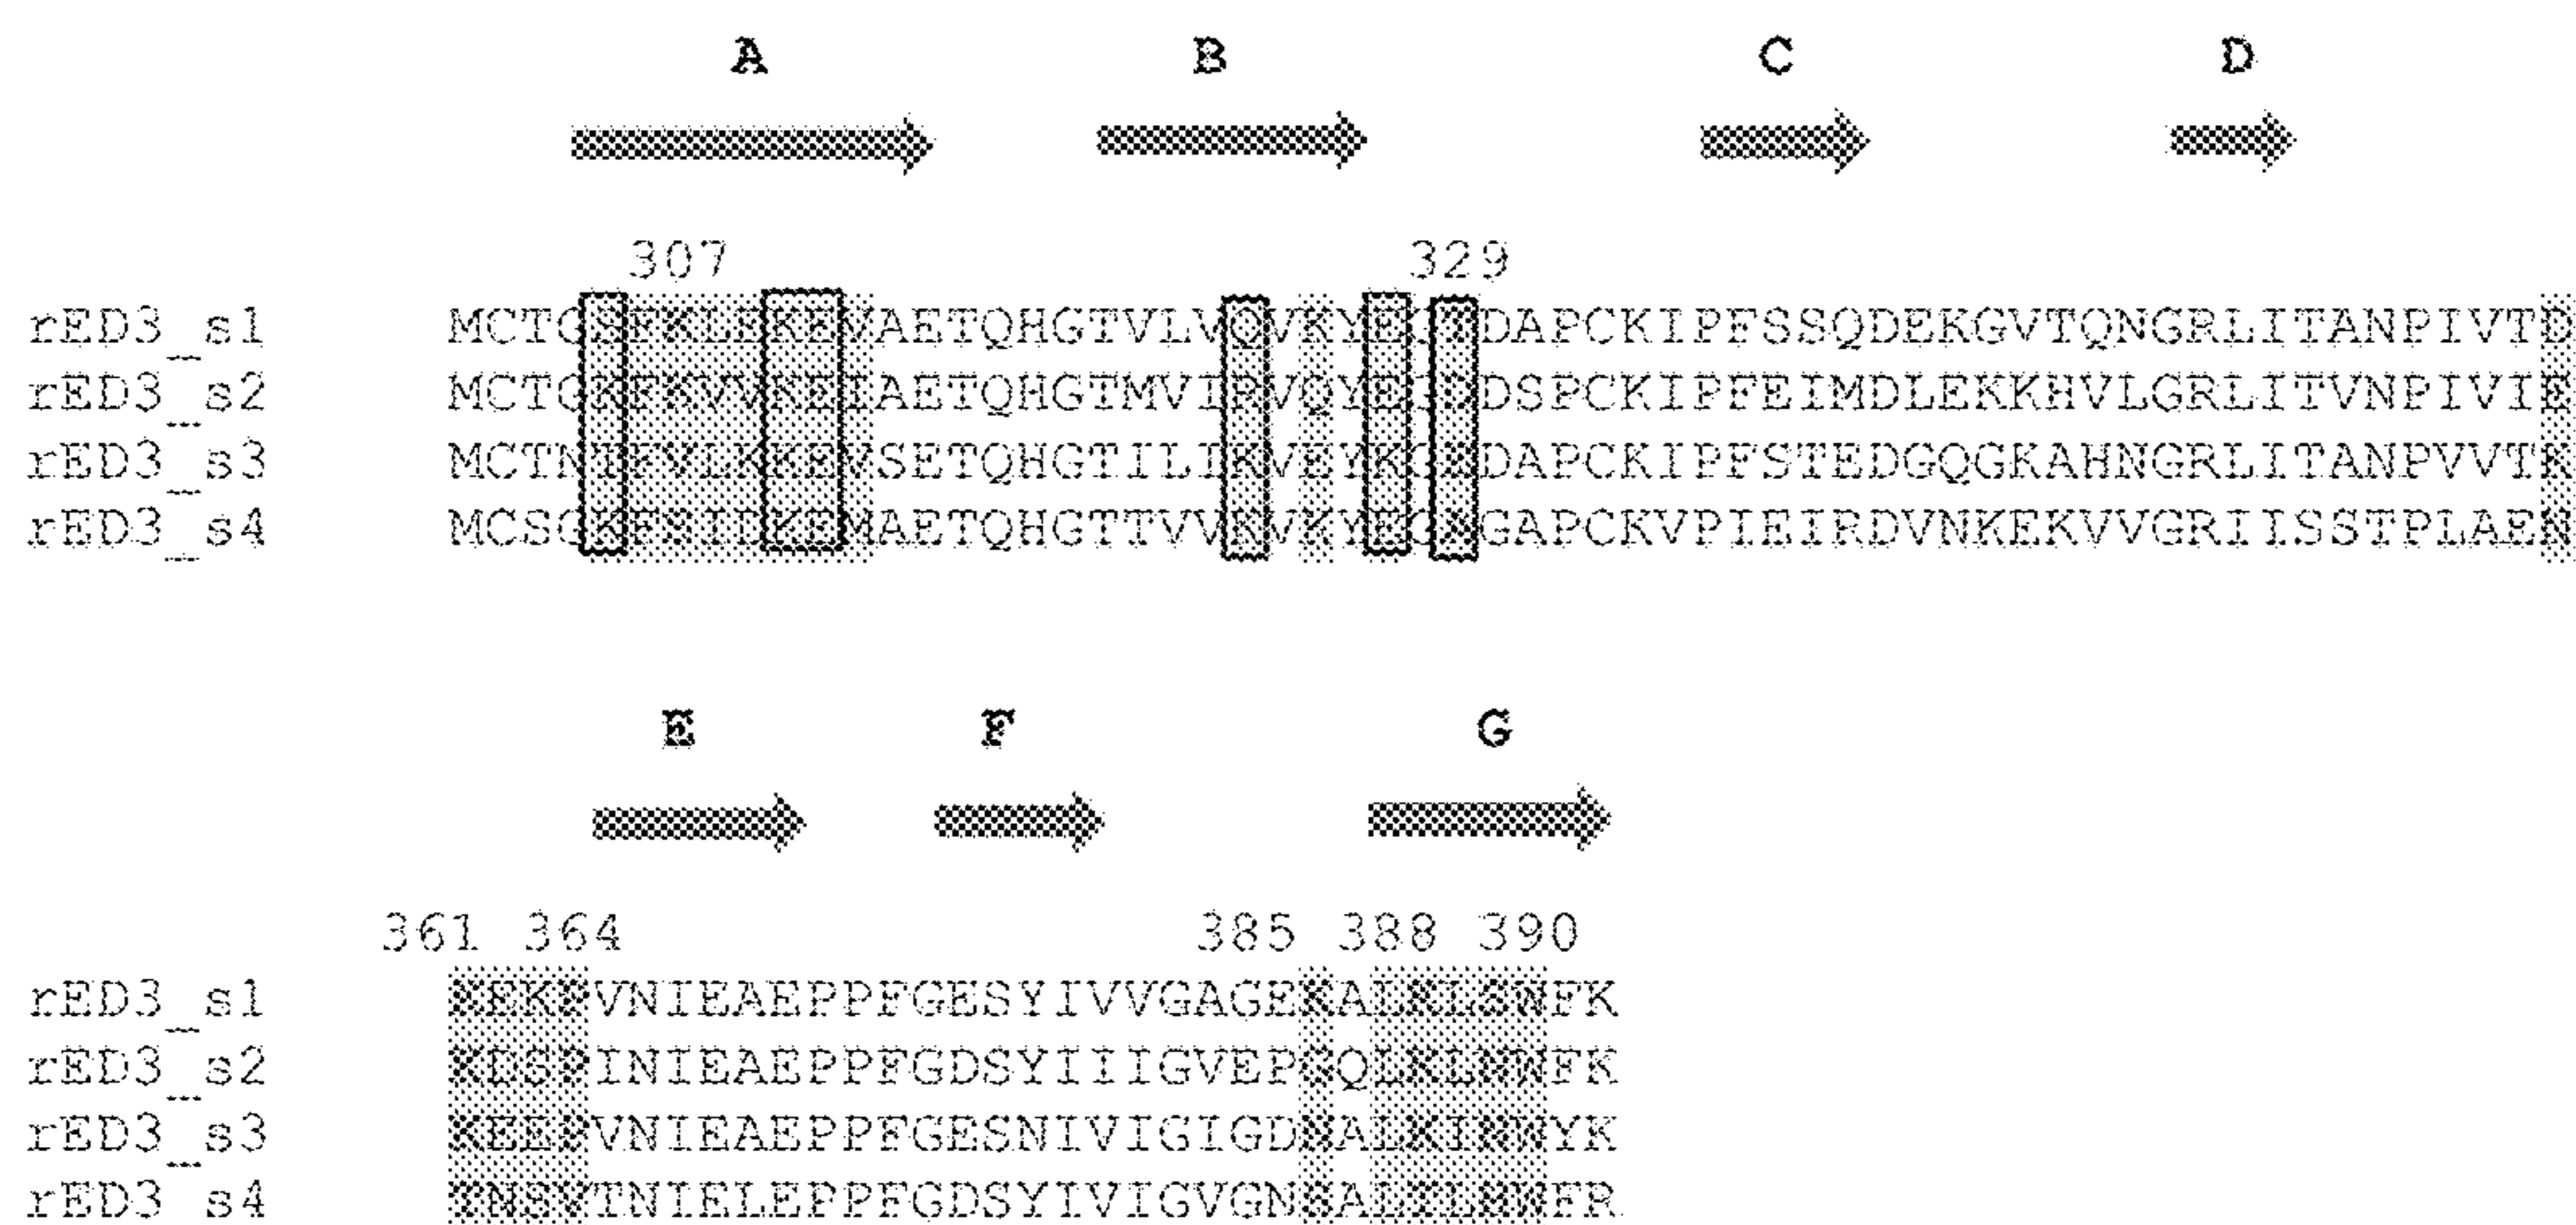 A B C D
307 329
rED3_s1 MCTGSFKLEKEVAETQHGTVLVQVKYEGTDAPCKIPFSSQDEKGVTQNGRLITANPIVTD
rED3_s2 MCTGKFKVVKEIAETQHGTMVIRVQYEGDDSPCKIPFEIMDLEKKHVLGRLITVNPIVIE
rED3_s3 MCTNTFVLKKEVSETQHGTILIKVEYKGEDAPCKIPFSTEDGQGKAHNGRLITANPVVTK
rED3_s4 MCSGKFSIDKEMAETQHGTTVVKVKYEGAGAPCKVPIEIRDVNKEKVVGRIISSTPLAEN
E F G
361 364 385 388 390
rED3_s1 KEKPVNIEAEPPFGESYIVVGAGEKALKLSWFK
rED3_s2 KDSPINIEAEPPFGDSYIIIGVEPGQLKLNWFK
rED3_s3 KEEPVNIEAEPPFGESNIVIGIGDNALKINWYK
rED3_s4 TNSVTNIELEPPFGDSYIVIGVGNSALTLHWFR